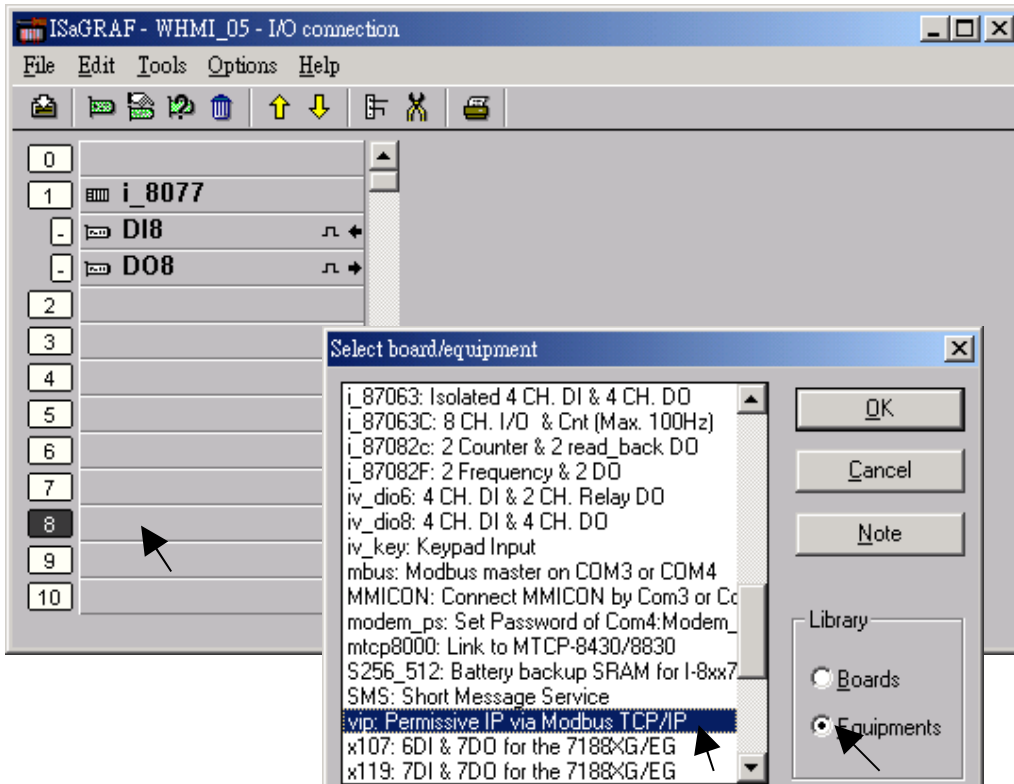 ISaGRAF - WHMI_05 - I/O connection
File Edit Tools Options Help
0
1 i_8077
- DI8
- DO8
2
3
4
5
6
7
8
9
10
Select board/equipment
i_87063: Isolated 4 CH. DI & 4 CH. DO
i_87063C: 8 CH. I/O & Cnt (Max. 100Hz)
i_87082c: 2 Counter & 2 read_back DO
i_87082F: 2 Frequency & 2 DO
iv_dio6: 4 CH. DI & 2 CH. Relay DO
iv_dio8: 4 CH. DI & 4 CH. DO
iv_key: Keypad Input
mbus: Modbus master on COM3 or COM4
MMICON: Connect MMICON by Com3 or Co
modem_ps: Set Password of Com4:Modem_
mtcp8000: Link to MTCP-8430/8830
S256_512: Battery backup SRAM for I-8xx7
SMS: Short Message Service
vip: Permissive IP via Modbus TCP/IP
x107: 6DI & 7DO for the 7188XG/EG
x119: 7DI & 7DO for the 7188XG/EG
OK
Cancel
Note
Library
Boards
Equipments